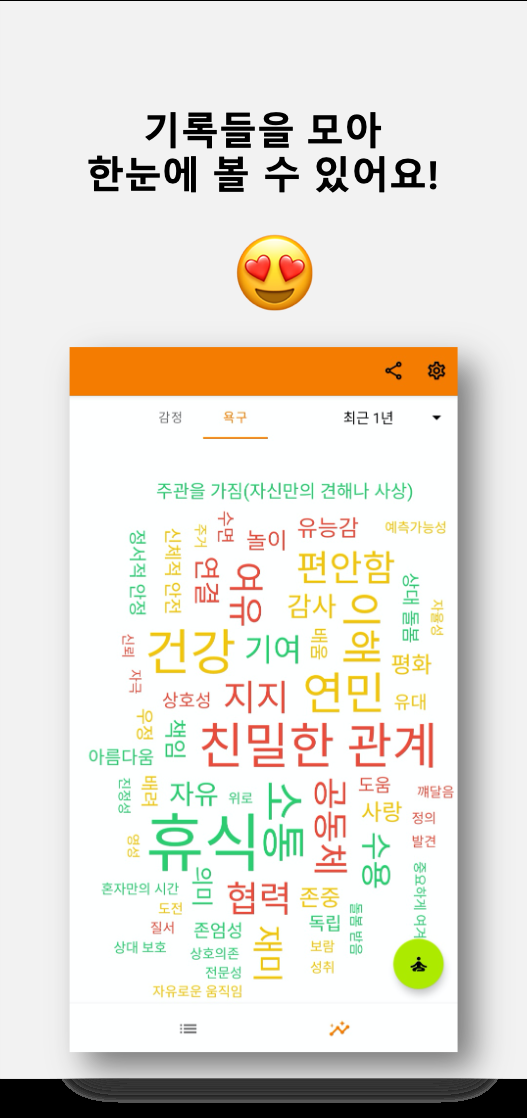 기록들을 모아
한눈에 볼 수 있어요!
감정
욕구
최근 1년
주관을 가짐(자신만의 견해나 사상)
정서적 안정
신체적 안전
주거
수면
놀이
유능감
예측가능성
연결
여유
편안함
상대 돌봄
자율성
감사
이해
신뢰
건강
기여
배움
평화
자극
상호성
지지
연민
유대
우정
책임
친밀한 관계
아름다움
진정성
배려
자유
위로
소통
공동체
도움
깨달음
사랑
정의
영성
휴식
수용
발견
혼자만의 시간
의미
협력
존중
중요하게 여겨
도전
질서
존엄성
재미
독립
돌봄 받음
상대 보호
상호의존
보람
전문성
성취
자유로운 움직임